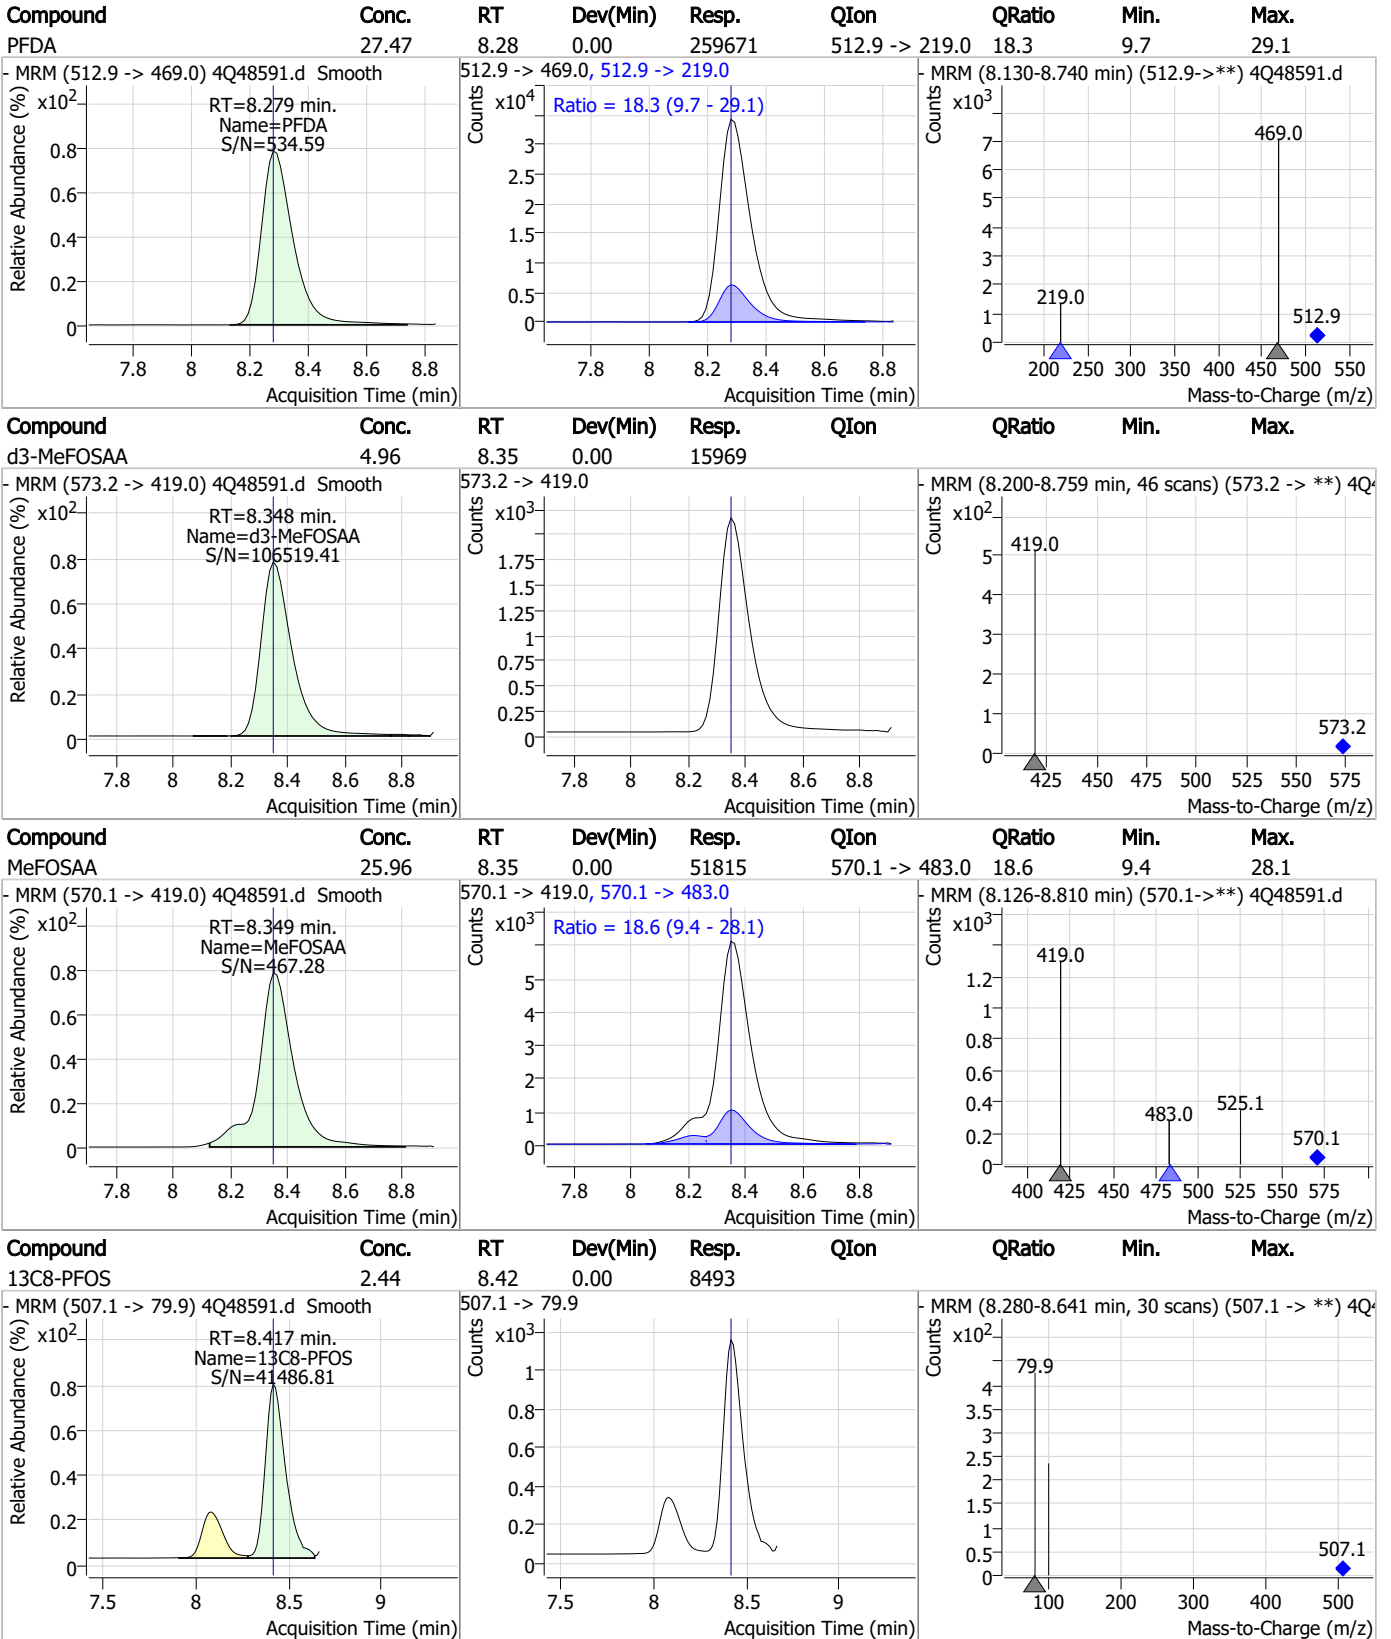 Compound Conc. RT Dev(Min) Resp. QIon QRatio Min. Max.
PFDA 27.47 8.28 0.00 259671 512.9 -> 219.0 18.3 9.7 29.1
- MRM (512.9 -> 469.0) 4Q48591.d Smooth
x10²
RT=8.279 min.
Name=PFDA
S/N=534.59
Relative Abundance (%)
0.8
0.6
0.4
0.2
0
7.8 8 8.2 8.4 8.6 8.8
Acquisition Time (min)
512.9 -> 469.0, 512.9 -> 219.0
x10⁴
Ratio = 18.3 (9.7 - 29.1)
Counts
3
2.5
2
1.5
1
0.5
0
7.8 8 8.2 8.4 8.6 8.8
Acquisition Time (min)
- MRM (8.130-8.740 min) (512.9->**) 4Q48591.d
x10³
Counts
7
6
5
4
3
2
1
0
469.0
219.0
512.9
200 250 300 350 400 450 500 550
Mass-to-Charge (m/z)
Compound Conc. RT Dev(Min) Resp. QIon QRatio Min. Max.
d3-MeFOSAA 4.96 8.35 0.00 15969
- MRM (573.2 -> 419.0) 4Q48591.d Smooth
x10²
RT=8.348 min.
Name=d3-MeFOSAA
S/N=106519.41
Relative Abundance (%)
0.8
0.6
0.4
0.2
0
7.8 8 8.2 8.4 8.6 8.8
Acquisition Time (min)
573.2 -> 419.0
x10³
Counts
1.75
1.5
1.25
1
0.75
0.5
0.25
0
7.8 8 8.2 8.4 8.6 8.8
Acquisition Time (min)
- MRM (8.200-8.759 min, 46 scans) (573.2 -> **) 4Q4
x10²
Counts
5
4
3
2
1
0
419.0
573.2
425 450 475 500 525 550 575
Mass-to-Charge (m/z)
Compound Conc. RT Dev(Min) Resp. QIon QRatio Min. Max.
MeFOSAA 25.96 8.35 0.00 51815 570.1 -> 483.0 18.6 9.4 28.1
- MRM (570.1 -> 419.0) 4Q48591.d Smooth
x10²
RT=8.349 min.
Name=MeFOSAA
S/N=467.28
Relative Abundance (%)
0.8
0.6
0.4
0.2
0
7.8 8 8.2 8.4 8.6 8.8
Acquisition Time (min)
570.1 -> 419.0, 570.1 -> 483.0
x10³
Ratio = 18.6 (9.4 - 28.1)
Counts
5
4
3
2
1
0
7.8 8 8.2 8.4 8.6 8.8
Acquisition Time (min)
- MRM (8.126-8.810 min) (570.1->**) 4Q48591.d
x10³
Counts
1.2
1
0.8
0.6
0.4
0.2
0
419.0
483.0
525.1
570.1
400 425 450 475 500 525 550 575
Mass-to-Charge (m/z)
Compound Conc. RT Dev(Min) Resp. QIon QRatio Min. Max.
13C8-PFOS 2.44 8.42 0.00 8493
- MRM (507.1 -> 79.9) 4Q48591.d Smooth
x10²
RT=8.417 min.
Name=13C8-PFOS
S/N=41486.81
Relative Abundance (%)
0.8
0.6
0.4
0.2
0
7.5 8 8.5 9
Acquisition Time (min)
507.1 -> 79.9
x10³
Counts
1
0.8
0.6
0.4
0.2
0
7.5 8 8.5 9
Acquisition Time (min)
- MRM (8.280-8.641 min, 30 scans) (507.1 -> **) 4Q4
x10²
Counts
4
3.5
3
2.5
2
1.5
1
0.5
0
79.9
507.1
100 200 300 400 500
Mass-to-Charge (m/z)